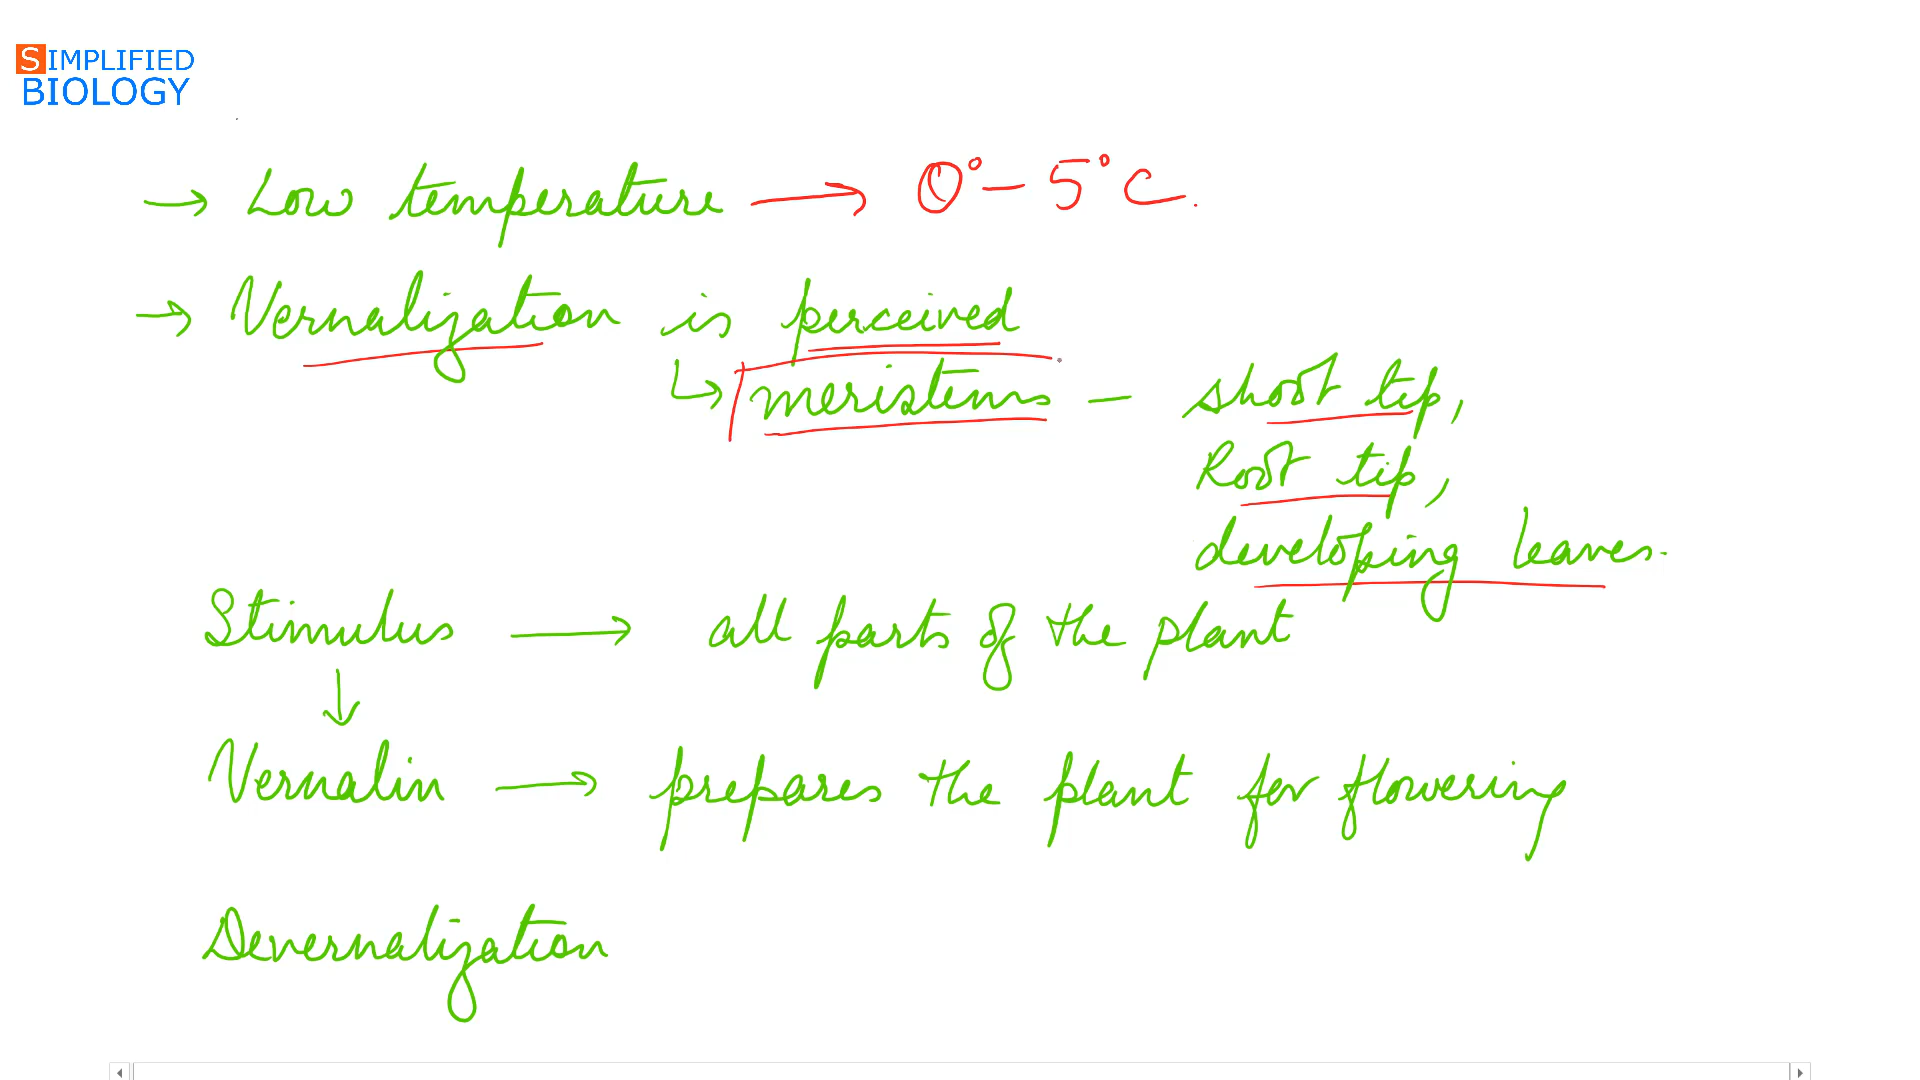 SIMPLIFIED
BIOLOGY
→ Low temperature → 0° – 5°C.
→ Vernalization is perceived
↳ meristems – shoot tip,
Root tip,
developing leaves.
Stimulus → all parts of the plant
↓
Vernalin → prepares the plant for flowering
Devernalization